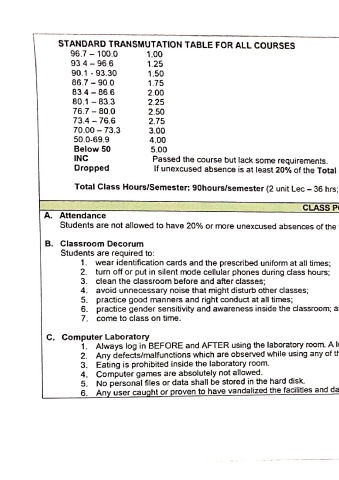 STANDARD TRANSMUTATION TABLE FOR ALL COURSES
96.7 – 100.0 1.00
93.4 – 96.6 1.25
90.1 - 93.30 1.50
86.7 – 90.0 1.75
83.4 – 86.6 2.00
80.1 – 83.3 2.25
76.7 – 80.0 2.50
73.4 – 76.6 2.75
70.00 – 73.3 3.00
50.0-69.9 4.00
Below 50 5.00
INC Passed the course but lack some requirements.
Dropped If unexcused absence is at least 20% of the Total
Total Class Hours/Semester: 90hours/semester (2 unit Lec – 36 hrs;
CLASS
A. Attendance
Students are not allowed to have 20% or more unexcused absences of the
B. Classroom Decorum
Students are required to:
1. wear identification cards and the prescribed uniform at all times;
2. turn off or put in silent mode cellular phones during class hours;
3. clean the classroom before and after classes;
4. avoid unnecessary noise that might disturb other classes;
5. practice good manners and right conduct at all times;
6. practice gender sensitivity and awareness inside the classroom;
7. come to class on time.
C. Computer Laboratory
1. Always log in BEFORE and AFTER using the laboratory room. A
2. Any defects/malfunctions which are observed while using any of
3. Eating is prohibited inside the laboratory room.
4. Computer games are absolutely not allowed.
5. No personal files or data shall be stored in the hard disk.
6. Any user caught or proven to have vandalized the facilities and